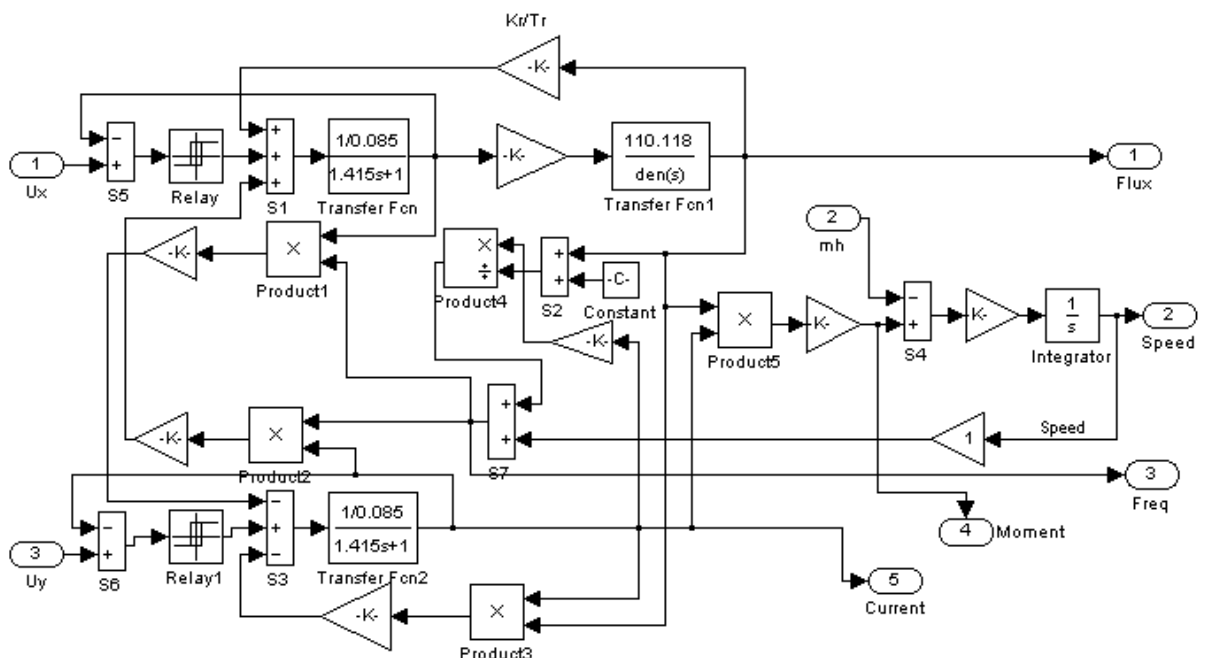 Kr/Tr
-K-
−
+
1
Ux
S5
Relay
+
+
+
S1
1/0.085
1.415s+1
Transfer Fcn
-K-
110.118
den(s)
Transfer Fcn1
1
Flux
2
mh
-K-
×
Product1
×
÷
Product4
+
+
S2
-C-
Constant
-K-
×
Product5
K-
−
+
S4
K-
1
s
Integrator
2
Speed
-K-
×
Product2
+
+
S7
1
Speed
3
Freq
4
Moment
3
Uy
−
+
S6
Relay1
−
+
−
S3
1/0.085
1.415s+1
Transfer Fcn2
5
Current
-K-
×
Product3